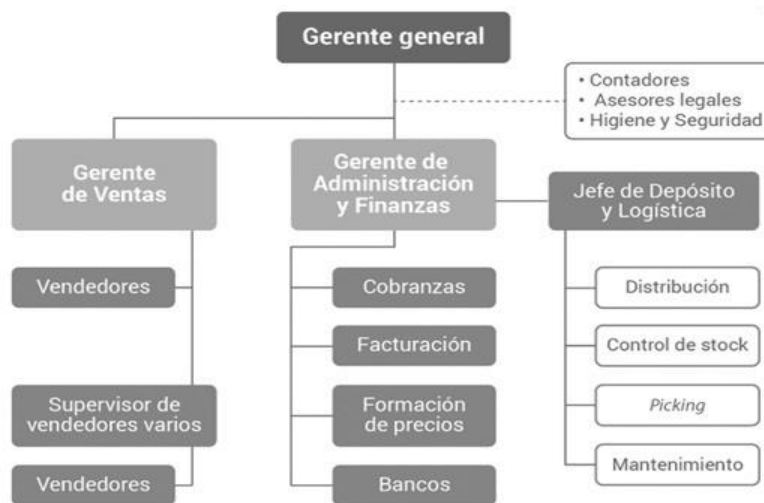 Gerente general
• Contadores
• Asesores legales
• Higiene y Seguridad
Gerente
de Ventas
Gerente de
Administración
y Finanzas
Jefe de Depósito
y Logística
Vendedores
Supervisor de
vendedores varios
Vendedores
Cobranzas
Facturación
Formación
de precios
Bancos
Distribución
Control de stock
Picking
Mantenimiento